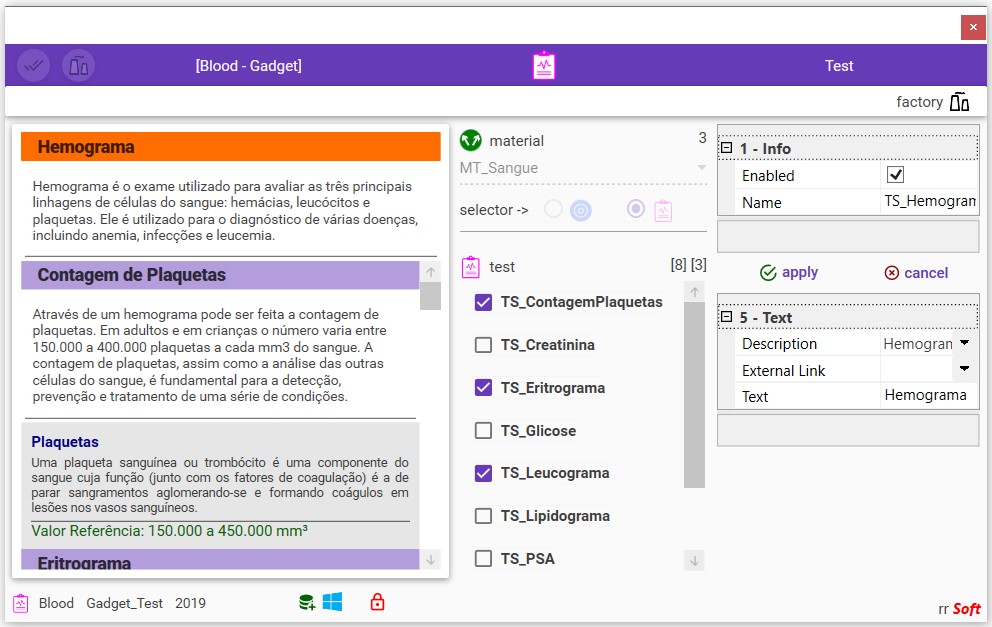 [Blood - Gadget]
Test
factory
Hemograma
Hemograma é o exame utilizado para avaliar as três principais
linhagens de células do sangue: hemácias, leucócitos e
plaquetas. Ele é utilizado para o diagnóstico de várias doenças,
incluindo anemia, infecções e leucemia.
Contagem de Plaquetas
Através de um hemograma pode ser feita a contagem de
plaquetas. Em adultos e em crianças o número varia entre
150.000 a 400.000 plaquetas a cada mm3 do sangue. A
contagem de plaquetas, assim como a análise das outras
células do sangue, é fundamental para a detecção,
prevenção e tratamento de uma série de condições.
Plaquetas
Uma plaqueta sanguínea ou trombócito é uma componente do
sangue cuja função (junto com os fatores de coagulação) é a de
parar sangramentos aglomerando-se e formando coágulos em
lesões nos vasos sanguíneos.
Valor Referência: 150.000 a 450.000 mm³
Eritrograma
material 3
MT_Sangue
selector ->
test [8] [3]
TS_ContagemPlaquetas
TS_Creatinina
TS_Eritrograma
TS_Glicose
TS_Leucograma
TS_Lipidograma
TS_PSA
1 - Info
Enabled
Name TS_Hemogram
apply cancel
5 - Text
Description Hemogram
External Link
Text Hemograma
Blood Gadget_Test 2019
rr Soft